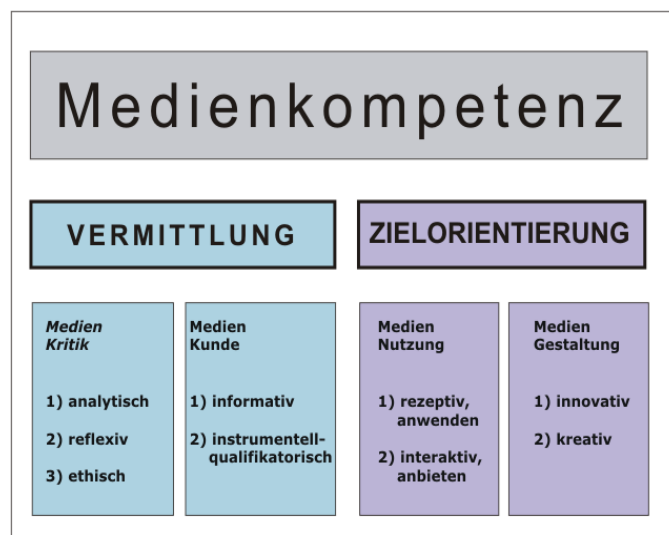 Medienkompetenz
VERMITTLUNG
ZIELORIENTIERUNG
Medien
Kritik
1) analytisch
2) reflexiv
3) ethisch
Medien
Kunde
1) informativ
2) instrumentell-
qualifikatorisch
Medien
Nutzung
1) rezeptiv,
anwenden
2) interaktiv,
anbieten
Medien
Gestaltung
1) innovativ
2) kreativ